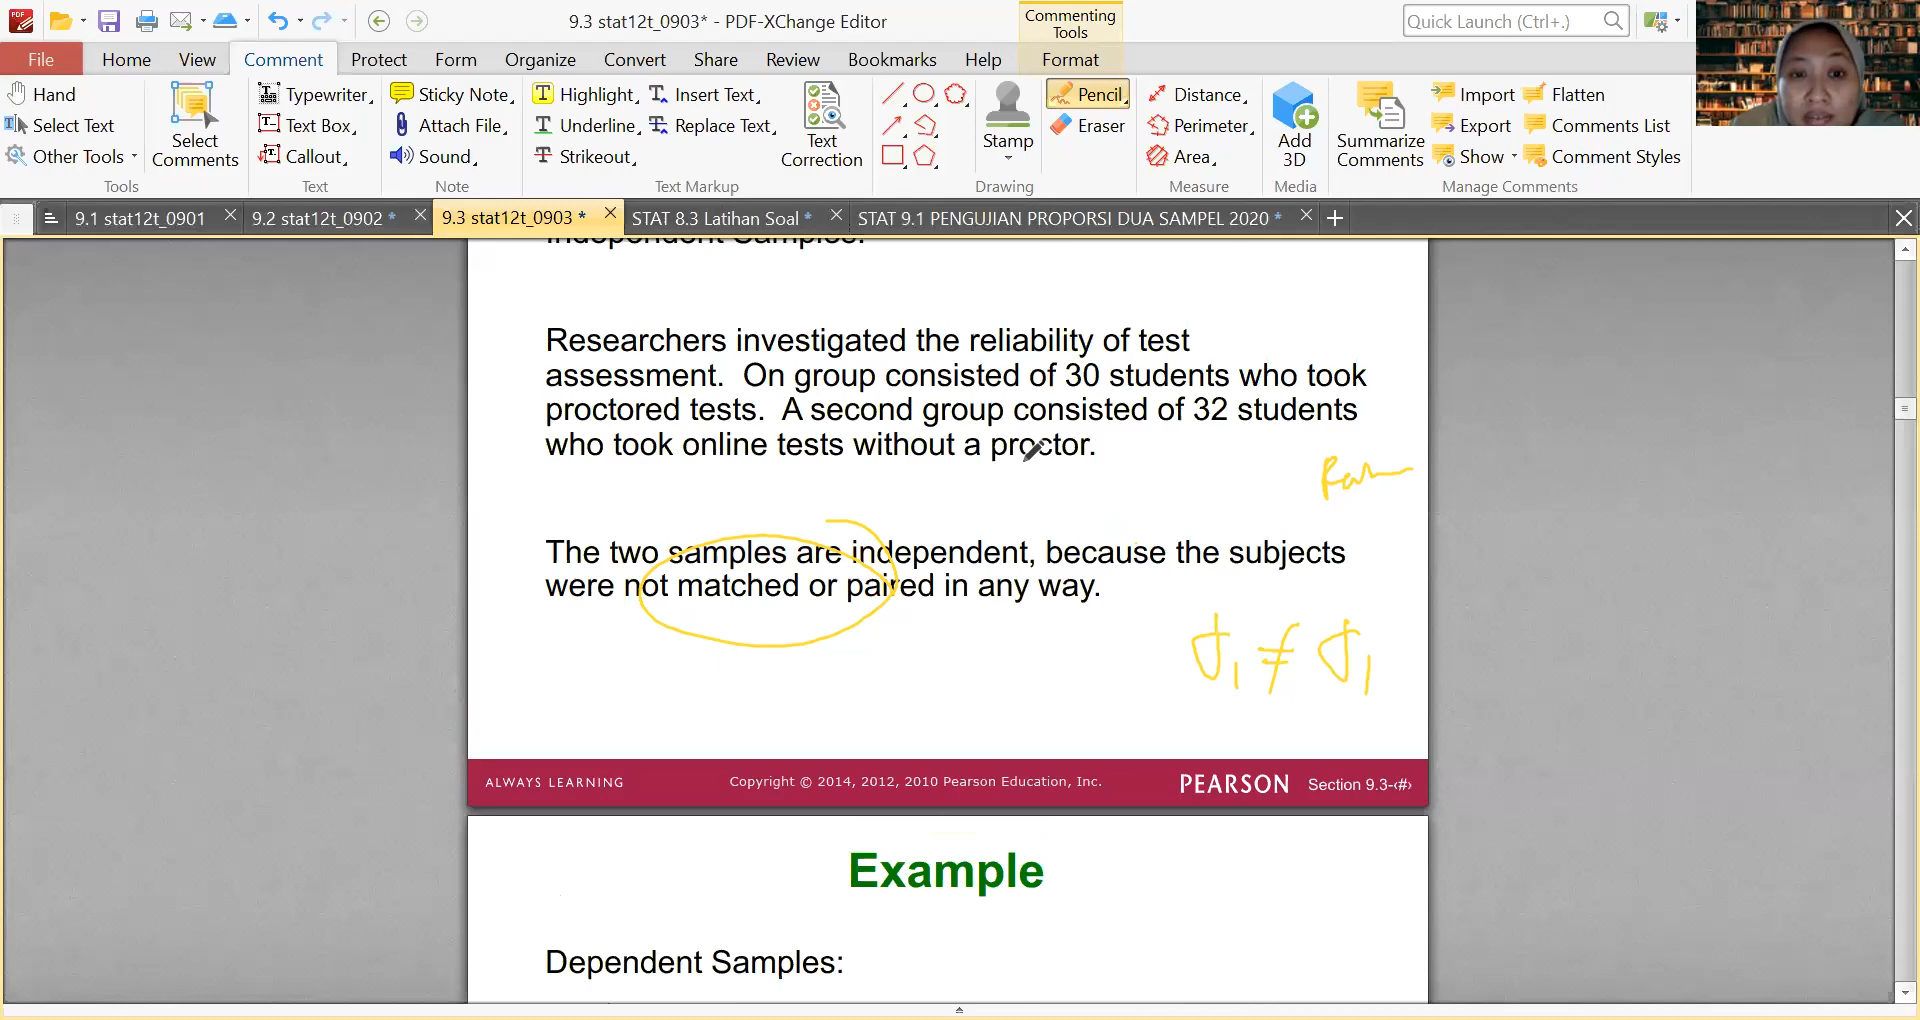 9.3 stat12t_0903* - PDF-XChange Editor
Commenting Tools
Quick Launch (Ctrl+.)
File Home View Comment Protect Form Organize Convert Share Review Bookmarks Help Format
Hand
Select Text
Other Tools
Select Comments
Tools
Typewriter
Text Box
Callout
Text
Sticky Note
Attach File
Sound
Note
Highlight
Underline
Strikeout
Insert Text
Replace Text
Text Correction
Text Markup
Stamp
Pencil
Eraser
Drawing
Distance
Perimeter
Area
Measure
Add 3D
Media
Summarize Comments
Import
Export
Show
Flatten
Comments List
Comment Styles
Manage Comments
9.1 stat12t_0901
9.2 stat12t_0902 *
9.3 stat12t_0903 *
STAT 8.3 Latihan Soal *
STAT 9.1 PENGUJIAN PROPORSI DUA SAMPEL 2020 *
Independent Samples:
Researchers investigated the reliability of test
assessment. On group consisted of 30 students who took
proctored tests. A second group consisted of 32 students
who took online tests without a proctor.
The two samples are independent, because the subjects
were not matched or paired in any way.
ALWAYS LEARNING
Copyright © 2014, 2012, 2010 Pearson Education, Inc.
PEARSON
Section 9.3-‹#›
Example
Dependent Samples: